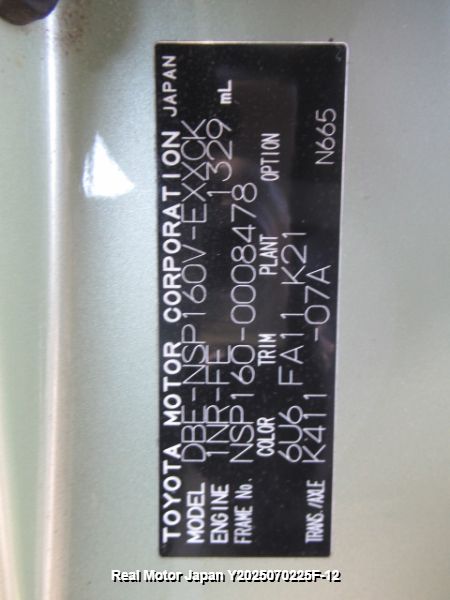 TOYOTA MOTOR CORPORATION JAPAN
MODEL DBE-NSP160V-EXXCK
ENGINE 1NR-FE 1329 mL
FRAME No. NSP160-0008478
COLOR TRIM PLANT OPTION
6U6 FA11 K21
TRANS./AXLE K411 -07A N665
Real Motor Japan Y2025070225F-12